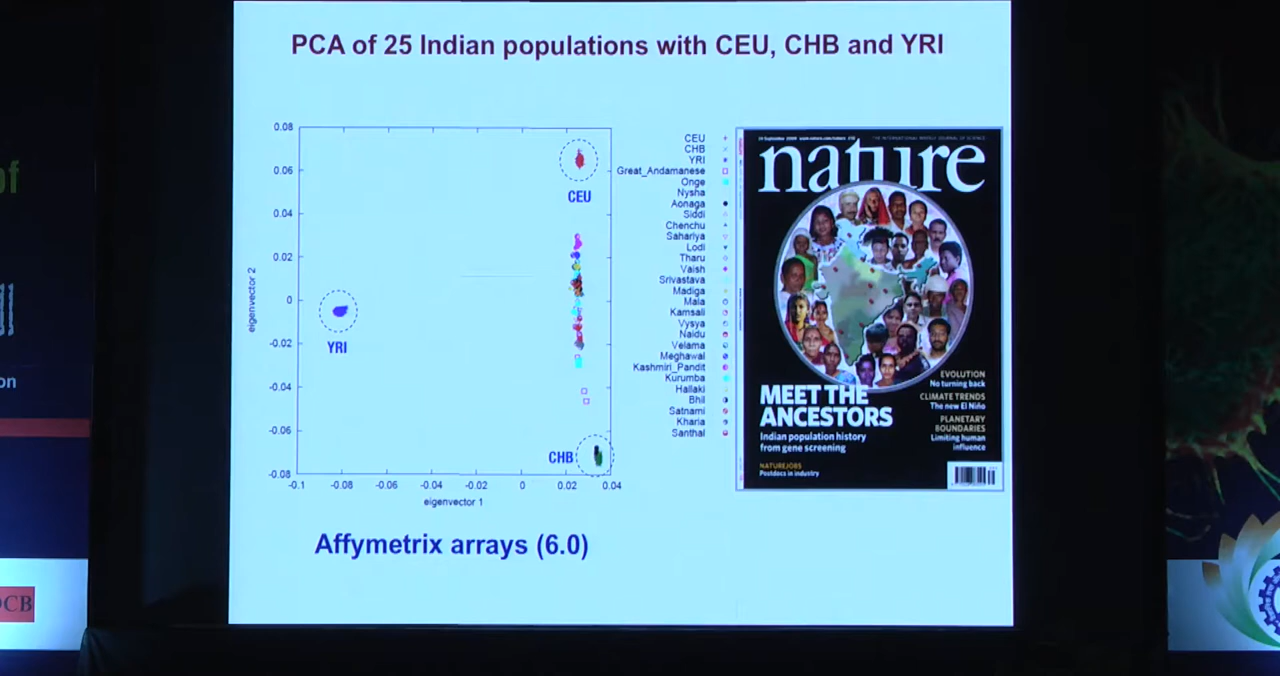 PCA of 25 Indian populations with CEU, CHB and YRI
0.08
0.06
0.04
0.02
0
-0.02
-0.04
-0.06
-0.08
-0.1
-0.08
-0.06
-0.04
-0.02
0
0.02
0.04
eigenvector 2
eigenvector 1
CEU
YRI
CHB
CEU
CHB
YRI
Great_Andamanese
Onge
Nysha
Aonaga
Siddi
Chenchu
Sahariya
Lodi
Tharu
Vaish
Srivastava
Madiga
Mala
Kamsali
Vysya
Naidu
Velama
Meghawal
Kashmiri_Pandit
Kurumba
Hallaki
Bhil
Satnami
Kharia
Santhal
nature
MEET THE
ANCESTORS
Indian population history
from gene screening
NATUREJOBS
Postdocs in industry
EVOLUTION
No turning back
CLIMATE TRENDS
The new El Niño
PLANETARY
BOUNDARIES
Limiting human
influence
Affymetrix arrays (6.0)
of
on